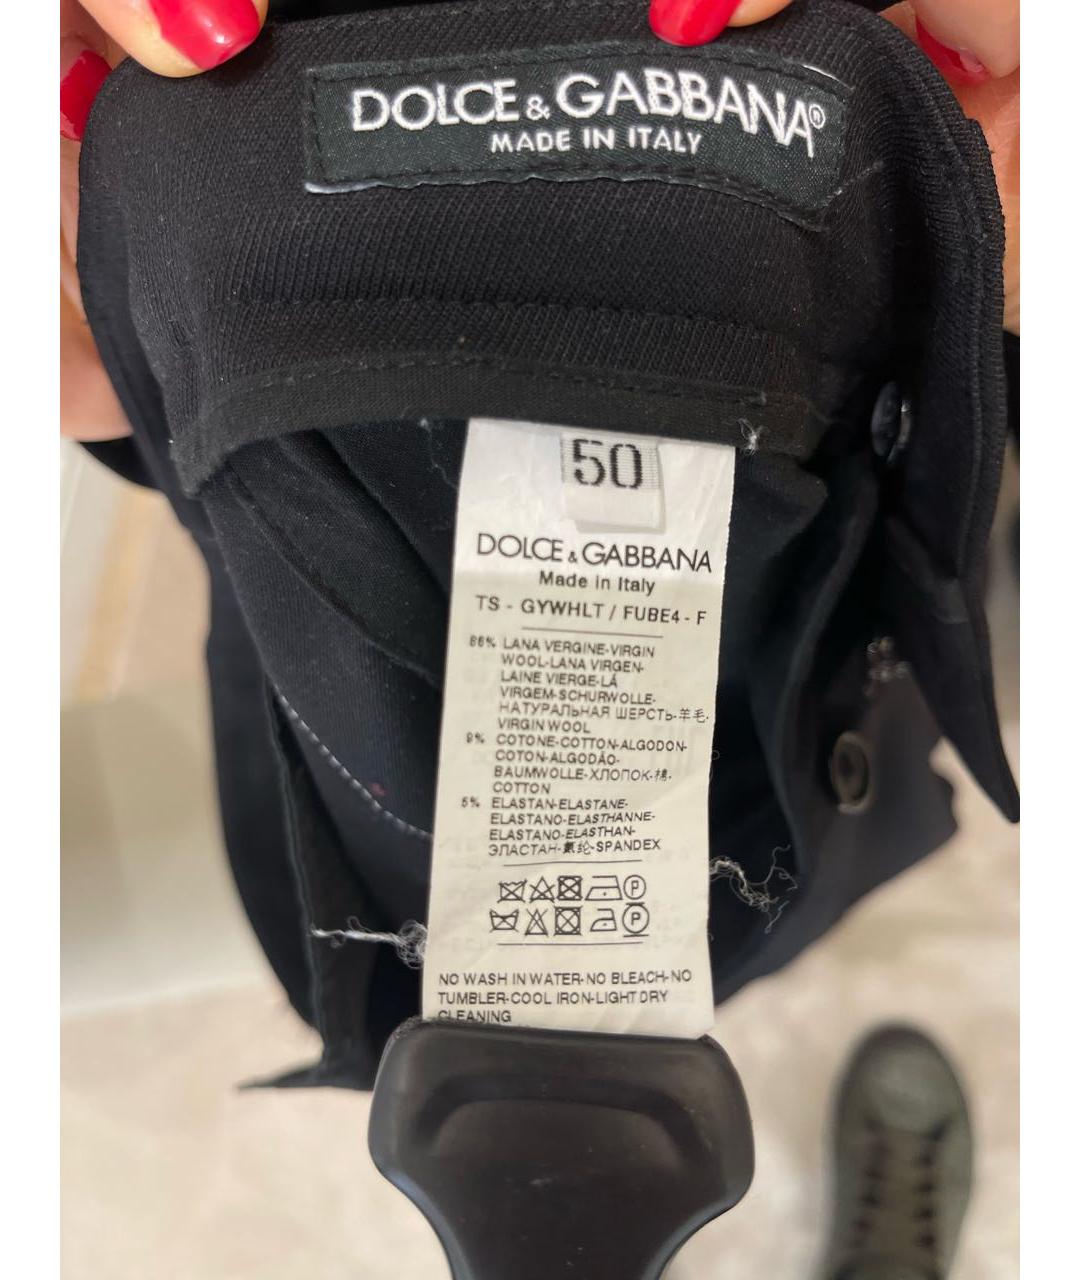 DOLCE & GABBANA®
MADE IN ITALY
50
DOLCE & GABBANA
Made in Italy
TS - GYWHLT / FUBE4 - F
86% LANA VERGINE-VIRGIN
WOOL-LANA VIRGEN-
LAINE VIERGE-LÁ
VIRGEM-SCHURWOLLE-
НАТУРАЛЬНАЯ ШЕРСТЬ-羊毛-
VIRGIN WOOL
9% COTONE-COTTON-ALGODON-
COTON-ALGODÃO-
BAUMWOLLE-ХЛОПОК-棉-
COTTON
5% ELASTAN-ELASTANE-
ELASTANO-ELASTHANNE-
ELASTANO-ELASTHAN-
ЭЛАСТАН-氨纶-SPANDEX
P
P
NO WASH IN WATER-NO BLEACH-NO
TUMBLER-COOL IRON-LIGHT DRY
CLEANING